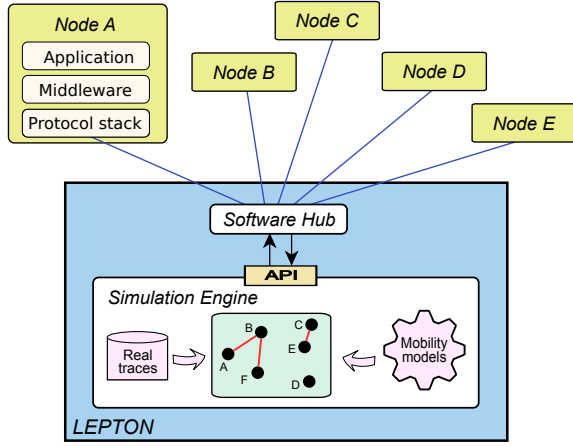 Node A
Application
Middleware
Protocol stack
Node B
Node C
Node D
Node E
Software Hub
API
Simulation Engine
Real
traces
A
B
F
C
E
D
Mobility
models
LEPTON